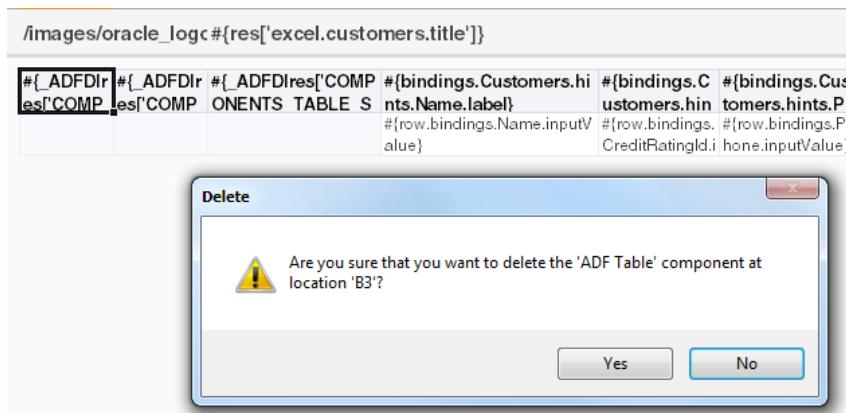 /images/oracle_logo #{res['excel.customers.title']}
#{_ADFDIr #{_ADFDIr #{_ADFDIres['COMP #{bindings.Customers.hi #{bindings.C #{bindings.Cus
es['COMP es['COMP ONENTS_TABLE_S nts.Name.label} ustomers.hin tomers.hints.P
#{row.bindings.Name.inputV #{row.bindings. #{row.bindings.P
alue} CreditRatingId.i hone.inputValue}
Delete
Are you sure that you want to delete the 'ADF Table' component at
location 'B3'?
Yes No